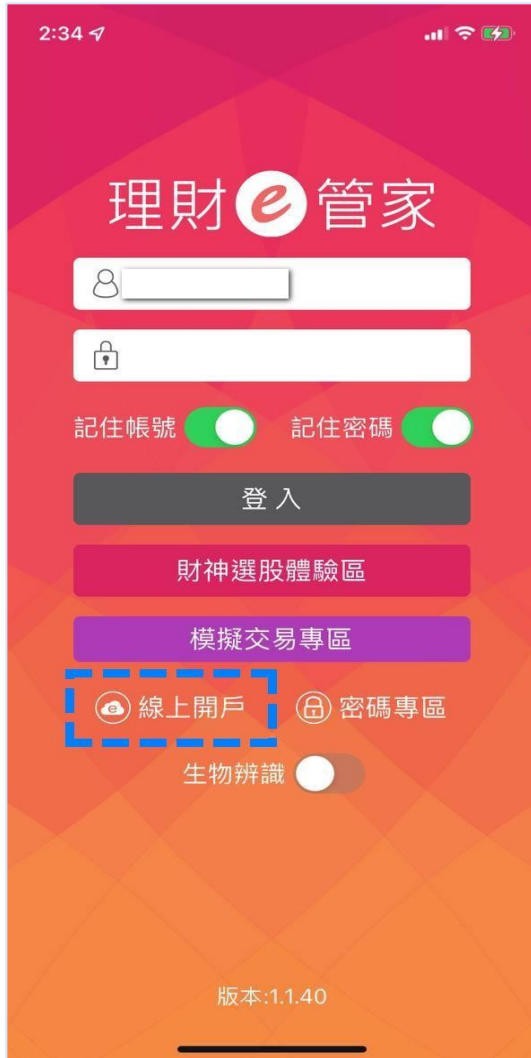 2:34
理財e管家
記住帳號 記住密碼
登入
財神選股體驗區
模擬交易專區
e 線上開戶 密碼專區
生物辨識
版本:1.1.40